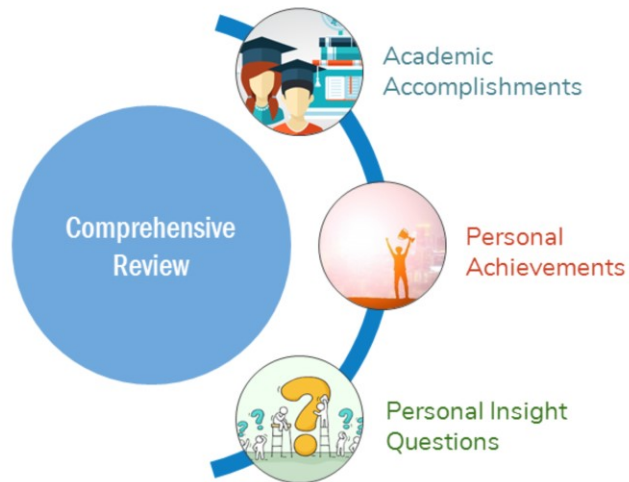 Comprehensive
Review
Academic
Accomplishments
Personal
Achievements
Personal Insight
Questions